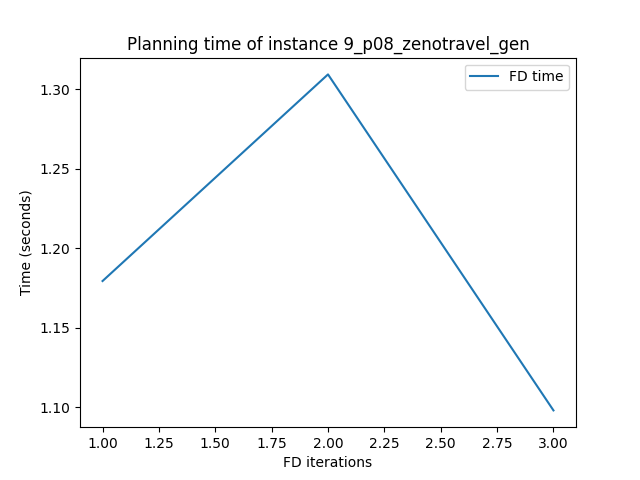 Planning time of instance 9_p08_zenotravel_gen
FD time
Time (seconds)
1.30
1.25
1.20
1.15
1.10
1.00 1.25 1.50 1.75 2.00 2.25 2.50 2.75 3.00
FD iterations